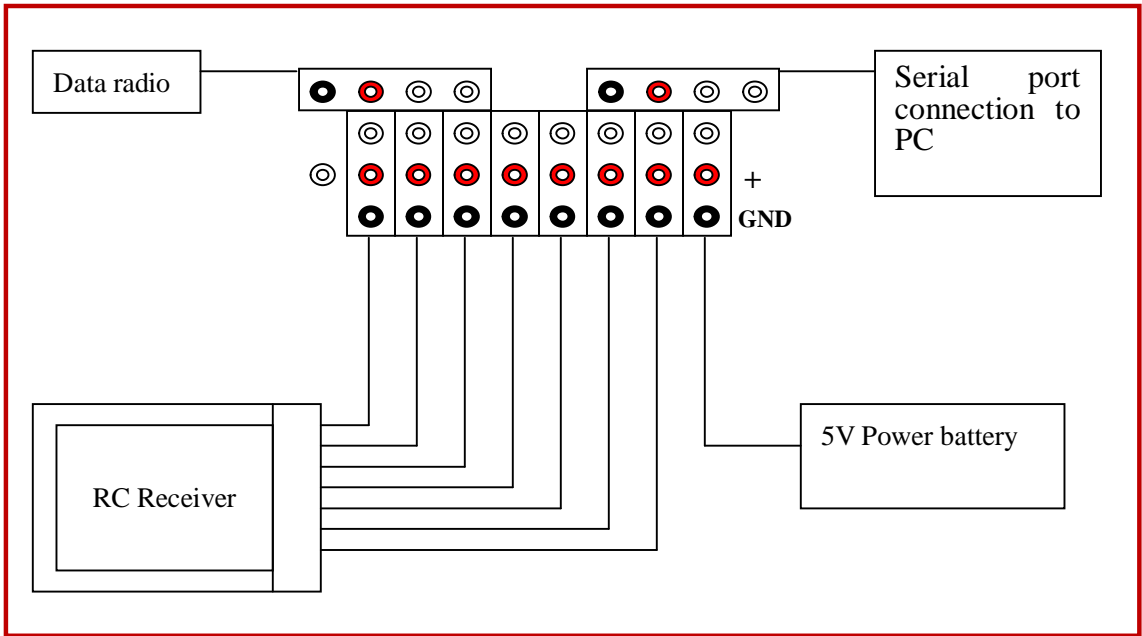 Data radio
Serial port
connection to
PC
+
GND
5V Power battery
RC Receiver